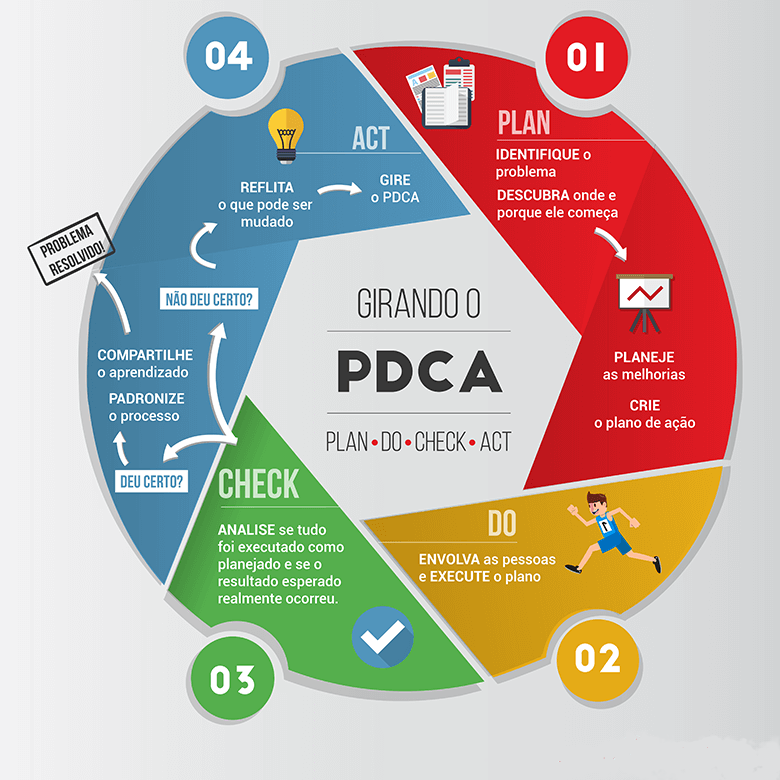 01
PLAN
IDENTIFIQUE o
problema
DESCUBRA onde e
porque ele começa
PLANEJE
as melhorias
CRIE
o plano de ação
02
DO
ENVOLVA as pessoas
e EXECUTE o plano
03
CHECK
ANALISE se tudo
foi executado como
planejado e se o
resultado esperado
realmente ocorreu.
04
ACT
DEU CERTO?
PADRONIZE
o processo
COMPARTILHE
o aprendizado
PROBLEMA
RESOLVIDO!
NÃO DEU CERTO?
REFLITA
o que pode ser
mudado
GIRE
o PDCA
GIRANDO O
PDCA
PLAN • DO • CHECK • ACT